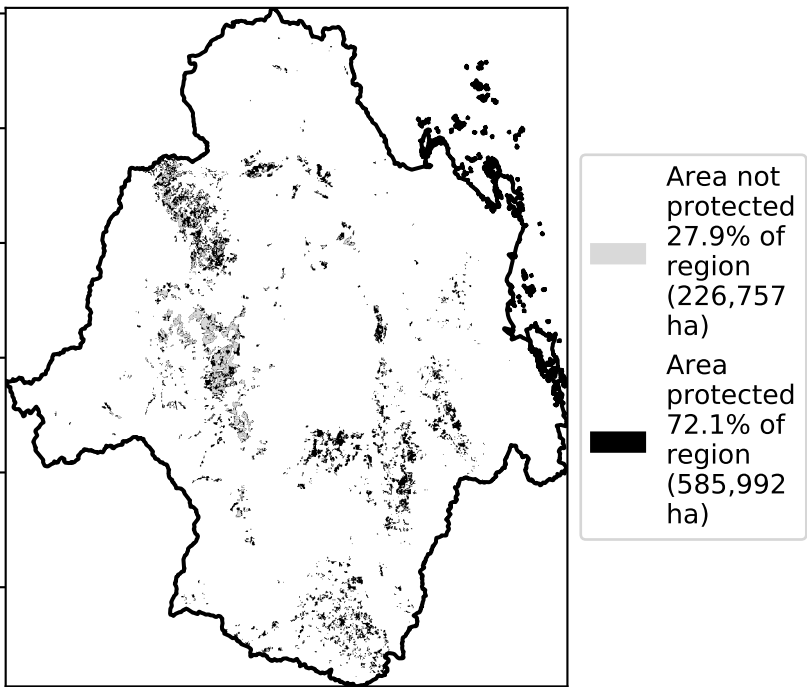 Area not
protected
27.9% of
region
(226,757
ha)
Area
protected
72.1% of
region
(585,992
ha)